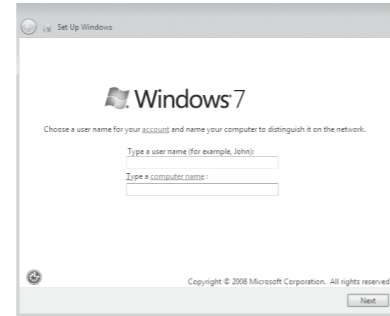 Set Up Windows
Windows 7
Choose a user name for your account and name your computer to distinguish it on the network.
Type a user name (for example, John):
Type a computer name :
Copyright © 2008 Microsoft Corporation. All rights reserved
Next